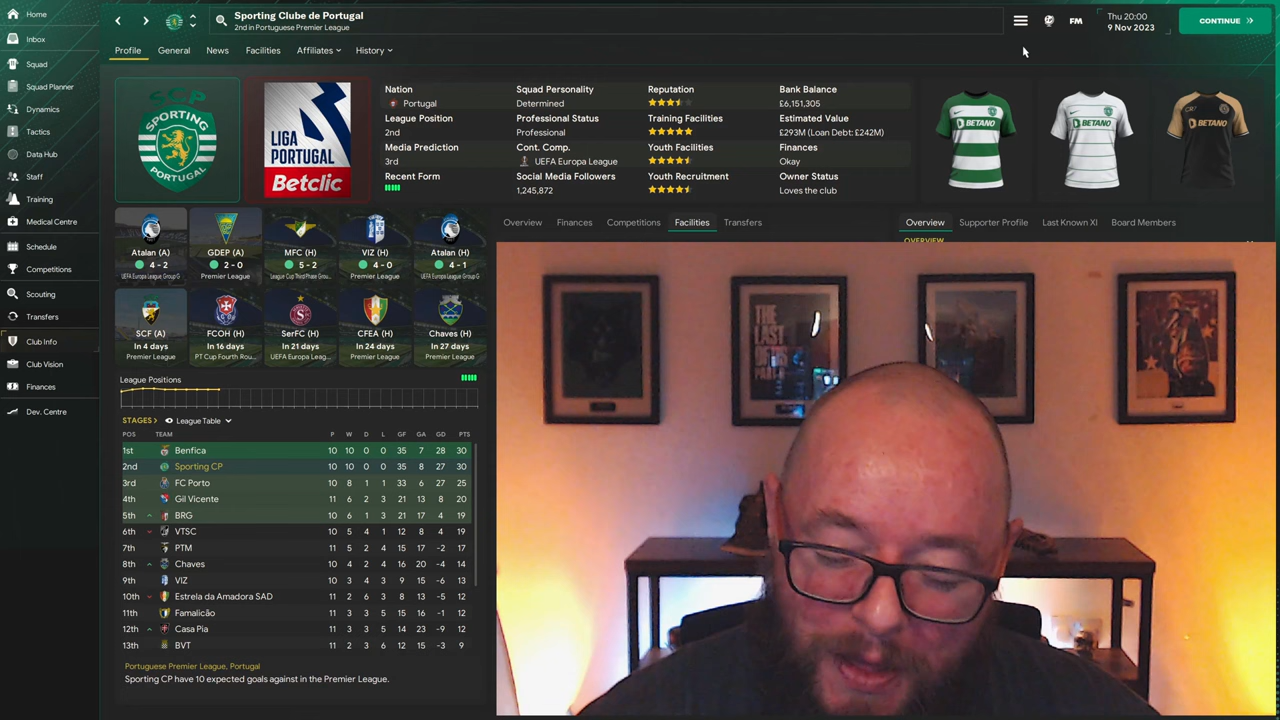 Home
Inbox
Squad
Squad Planner
Dynamics
Tactics
Data Hub
Staff
Training
Medical Centre
Schedule
Competitions
Scouting
Transfers
Club Info
Club Vision
Finances
Dev. Centre
Sporting Clube de Portugal
2nd in Portuguese Premier League
FM
Thu 20:00
9 Nov 2023
CONTINUE
Profile General News Facilities Affiliates History
SCP
SPORTING
PORTUGAL
LIGA
PORTUGAL
Betclic
Nation
Portugal
League Position
2nd
Media Prediction
3rd
Recent Form
Squad Personality
Determined
Professional Status
Professional
Cont. Comp.
UEFA Europa League
Social Media Followers
1,245,872
Reputation
Training Facilities
Youth Facilities
Youth Recruitment
Bank Balance
£6,151,305
Estimated Value
£293M (Loan Debt: £242M)
Finances
Okay
Owner Status
Loves the club
BETANO
BETANO
BETANO
Atalan (A) GDEP (A) MFC (H) VIZ (H) Atalan (H)
4 - 2 2 - 0 5 - 2 4 - 0 4 - 1
UEFA Europa League Group G Premier League League Cup Third Phase Grou... Premier League UEFA Europa League Group G
SCF (A) FCOH (H) SerFC (H) CFEA (H) Chaves (H)
In 4 days In 16 days In 21 days In 24 days In 27 days
Premier League PT Cup Fourth Rou... UEFA Europa Leag... Premier League Premier League
Overview Finances Competitions Facilities Transfers
Overview Supporter Profile Last Known XI Board Members
OVERVIEW
League Positions
STAGES > League Table
POS TEAM P W D L GF GA GD PTS
1st Benfica 10 10 0 0 35 7 28 30
2nd Sporting CP 10 10 0 0 35 8 27 30
3rd FC Porto 10 8 1 1 33 6 27 25
4th Gil Vicente 11 6 2 3 21 13 8 20
5th BRG 10 6 1 3 21 17 4 19
6th VTSC 10 5 4 1 12 8 4 19
7th PTM 11 5 2 4 15 17 -2 17
8th Chaves 10 4 2 4 16 20 -4 14
9th VIZ 10 3 4 3 9 15 -6 13
10th Estrela da Amadora SAD 11 2 6 3 8 13 -5 12
11th Famalicão 11 3 3 5 15 16 -1 12
12th Casa Pia 11 3 3 5 14 23 -9 12
13th BVT 11 2 3 6 12 15 -3 9
Portuguese Premier League, Portugal
Sporting CP have 10 expected goals against in the Premier League.
THE
LAST
OF US